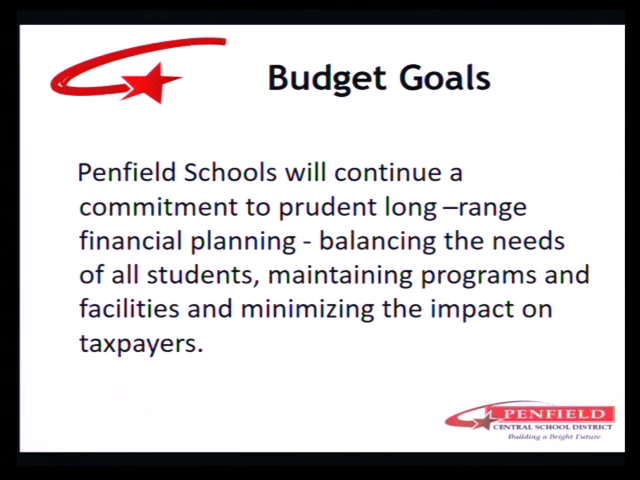 Budget Goals
Penfield Schools will continue a
commitment to prudent long –range
financial planning - balancing the needs
of all students, maintaining programs and
facilities and minimizing the impact on
taxpayers.
PENFIELD
CENTRAL SCHOOL DISTRICT
Building a Bright Future